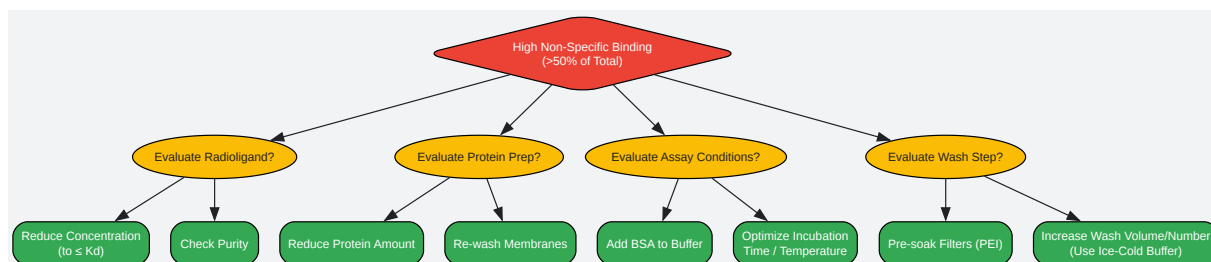 High Non-Specific Binding
(>50% of Total)
Evaluate Radioligand?
Evaluate Protein Prep?
Evaluate Assay Conditions?
Evaluate Wash Step?
Reduce Concentration
(to ≤ Kd)
Check Purity
Reduce Protein Amount
Re-wash Membranes
Add BSA to Buffer
Optimize Incubation
Time / Temperature
Pre-soak Filters (PEI)
Increase Wash Volume/Number
(Use Ice-Cold Buffer)